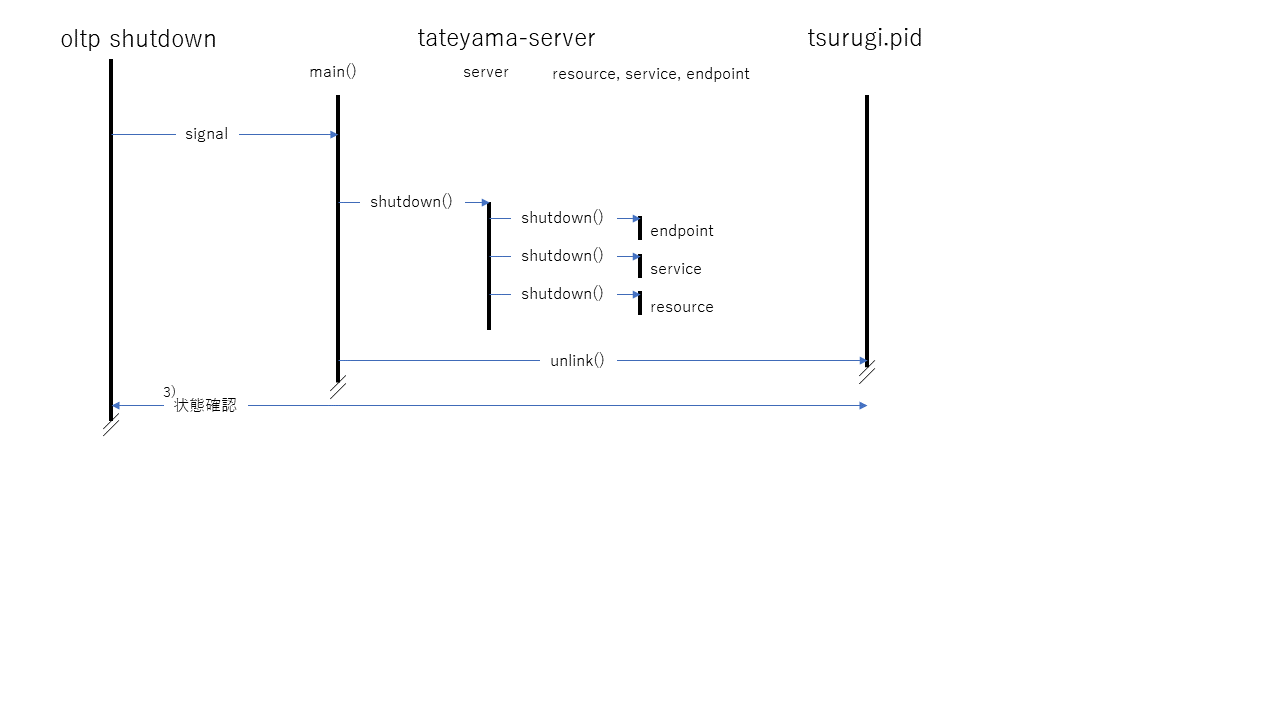 oltp shutdown
tateyama-server
tsurugi.pid
main()
server
resource, service, endpoint
signal
shutdown()
shutdown()
endpoint
shutdown()
service
shutdown()
resource
unlink()
3)
状態確認